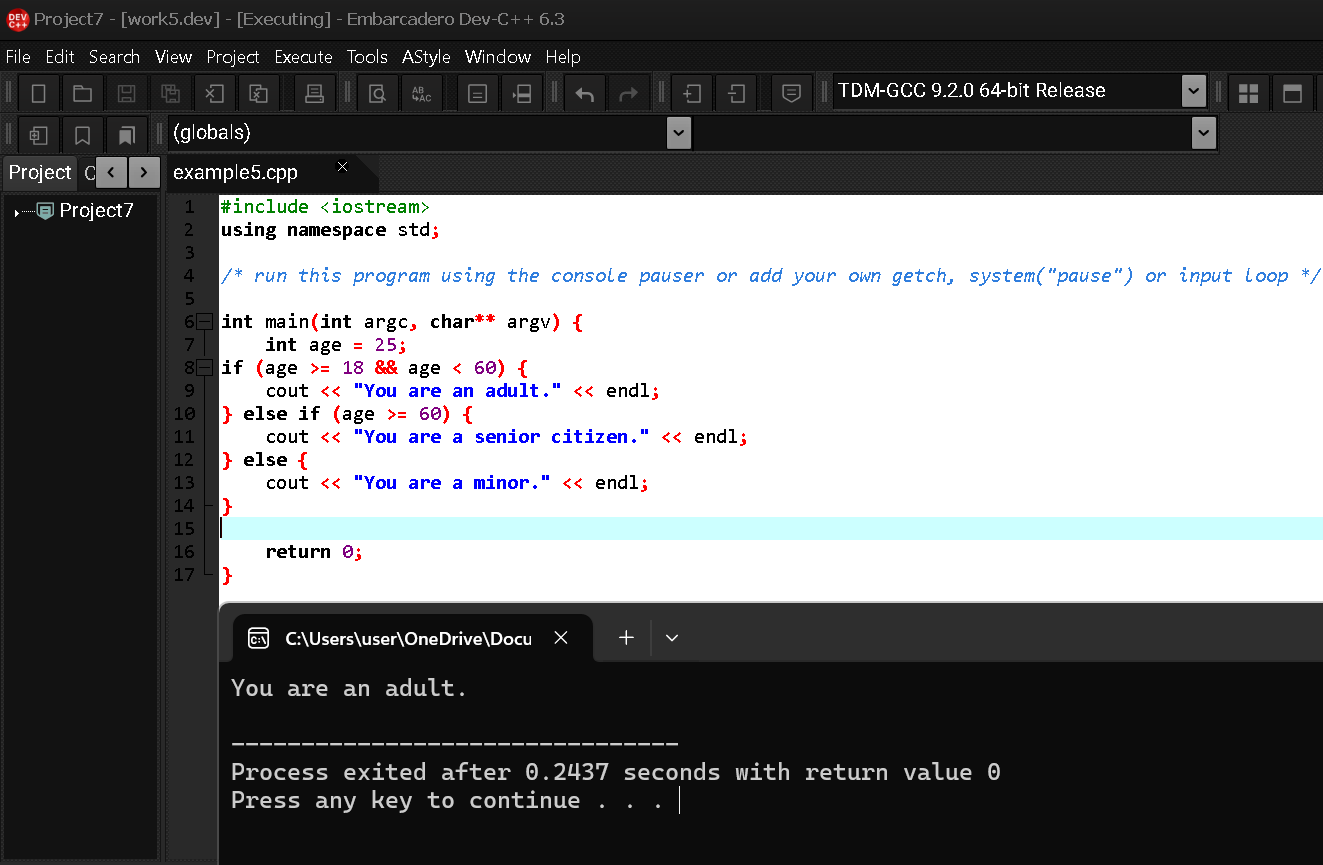 DEV C++ Project7 - [work5.dev] - [Executing] - Embarcadero Dev-C++ 6.3
File Edit Search View Project Execute Tools AStyle Window Help
AB AC TDM-GCC 9.2.0 64-bit Release
(globals)
Project C example5.cpp
Project7
1 #include <iostream>
2 using namespace std;
3
4 /* run this program using the console pauser or add your own getch, system("pause") or input loop */
5
6 int main(int argc, char** argv) {
7     int age = 25;
8 if (age >= 18 && age < 60) {
9     cout << "You are an adult." << endl;
10 } else if (age >= 60) {
11     cout << "You are a senior citizen." << endl;
12 } else {
13     cout << "You are a minor." << endl;
14 }
15
16     return 0;
17 }
C:\Users\user\OneDrive\Docu
You are an adult.
--------------------------------
Process exited after 0.2437 seconds with return value 0
Press any key to continue . . .